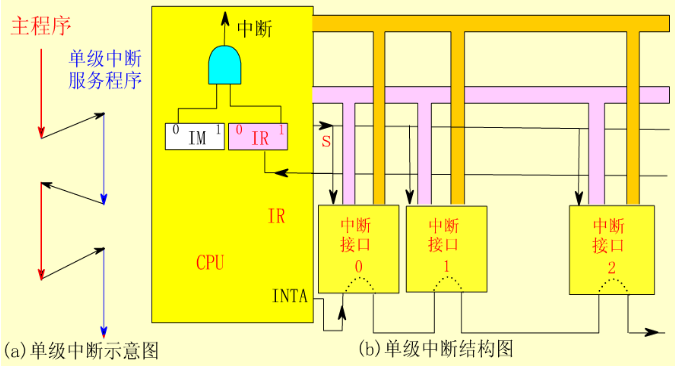 主程序
单级中断
服务程序
(a)单级中断示意图
中断
0 IM 1
0 IR 1
S
IR
CPU
INTA
中断
接口
0
中断
接口
1
中断
接口
2
(b)单级中断结构图